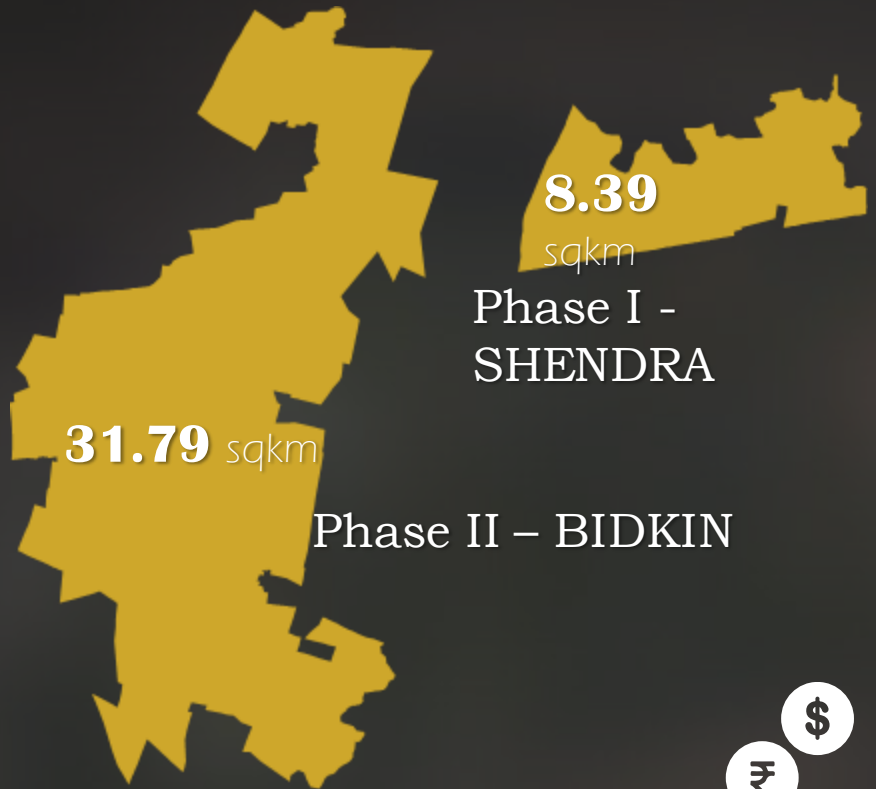 8.39
sqkm
Phase I -
SHENDRA
31.79 sqkm
Phase II – BIDKIN
$
₹